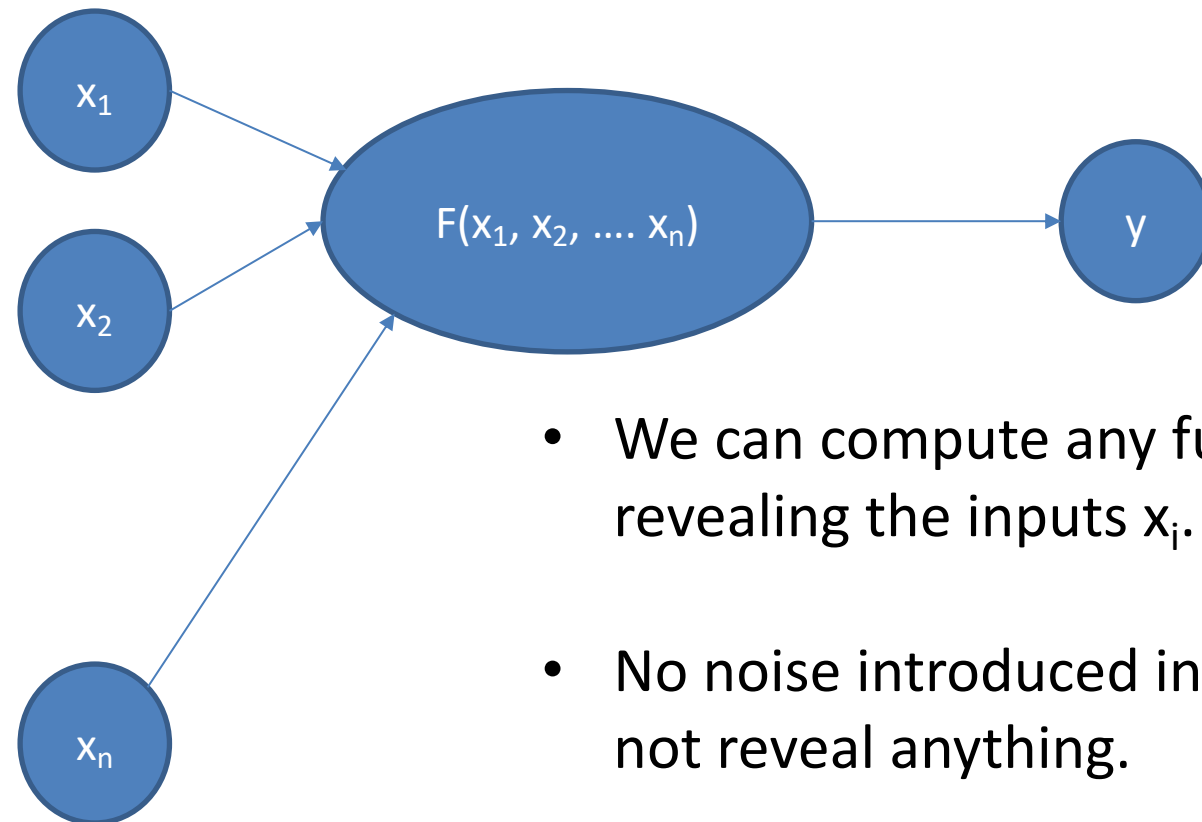 x₁
F(x₁, x₂, .... xₙ)
y
x₂
• We can compute any
revealing the inputs xᵢ.
• No noise introduced in
not reveal anything.
xₙ